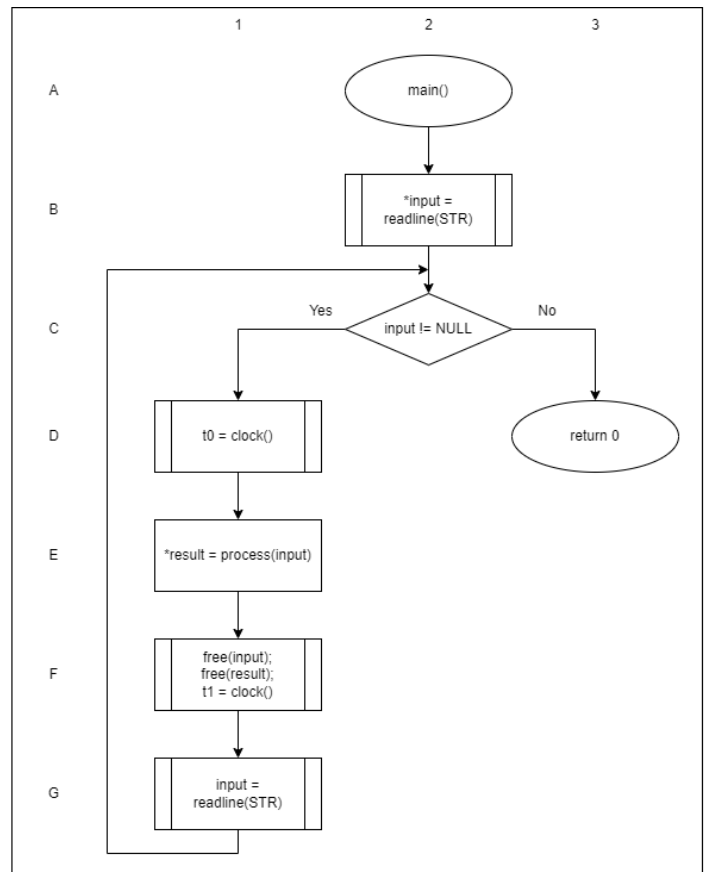 1 2 3
A
main()
B
*input =
readline(STR)
Yes
No
C
input != NULL
D
t0 = clock()
return 0
E
*result = process(input)
F
free(input);
free(result);
t1 = clock()
G
input =
readline(STR)